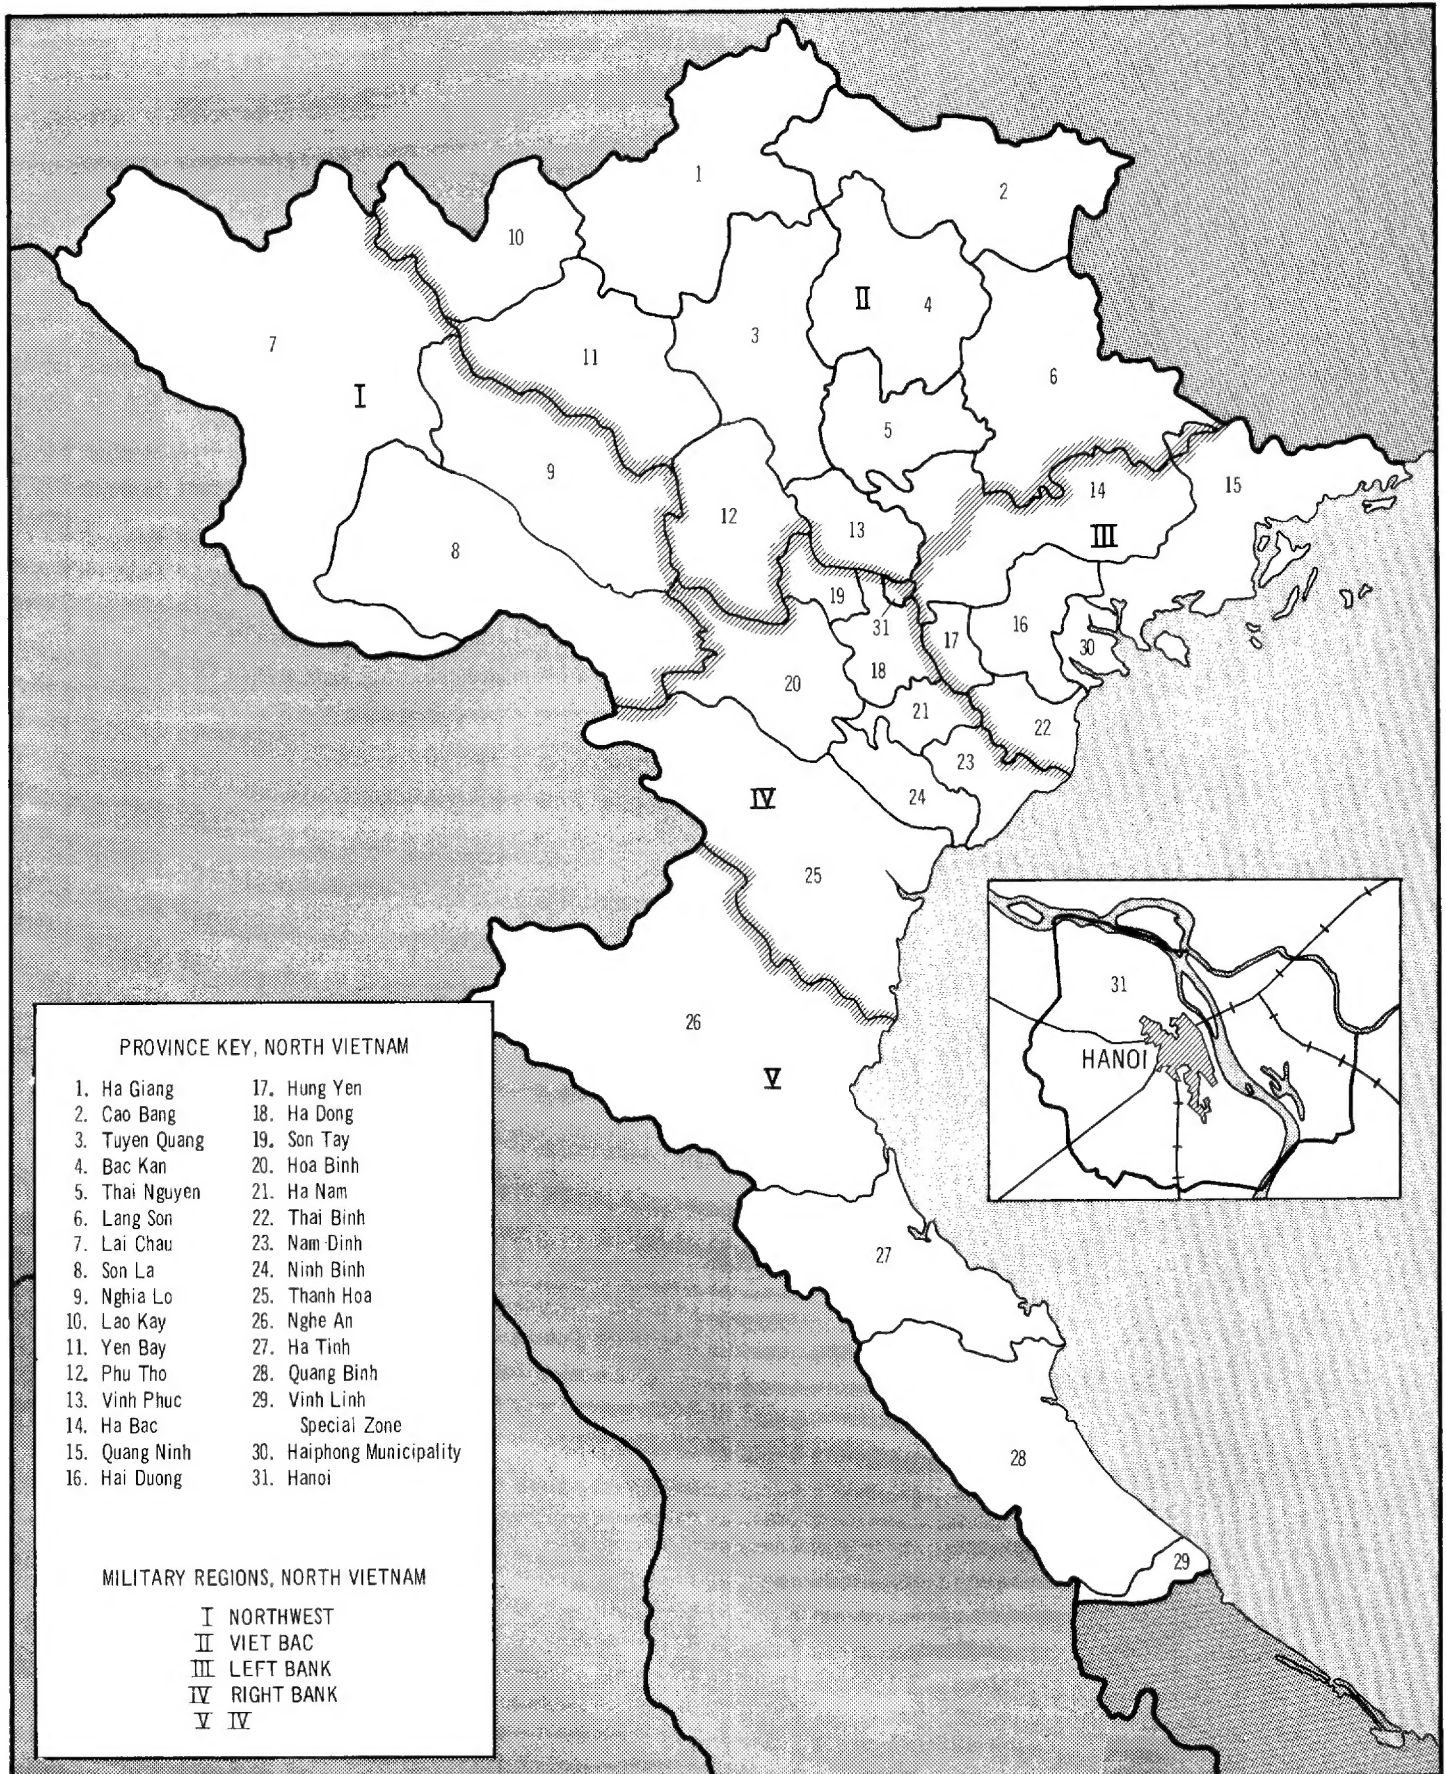 1
2
10
II
4
7
3
11
6
I
5
9
14
15
12
III
13
8
19
31
16
17
30
18
20
21
22
23
IV
24
25
31
26
HANOI
V
27
28
29
PROVINCE KEY, NORTH VIETNAM
1. Ha Giang
2. Cao Bang
3. Tuyen Quang
4. Bac Kan
5. Thai Nguyen
6. Lang Son
7. Lai Chau
8. Son La
9. Nghia Lo
10. Lao Kay
11. Yen Bay
12. Phu Tho
13. Vinh Phuc
14. Ha Bac
15. Quang Ninh
16. Hai Duong
17. Hung Yen
18. Ha Dong
19. Son Tay
20. Hoa Binh
21. Ha Nam
22. Thai Binh
23. Nam Dinh
24. Ninh Binh
25. Thanh Hoa
26. Nghe An
27. Ha Tinh
28. Quang Binh
29. Vinh Linh
Special Zone
30. Haiphong Municipality
31. Hanoi
MILITARY REGIONS, NORTH VIETNAM
I NORTHWEST
II VIET BAC
III LEFT BANK
IV RIGHT BANK
V IV